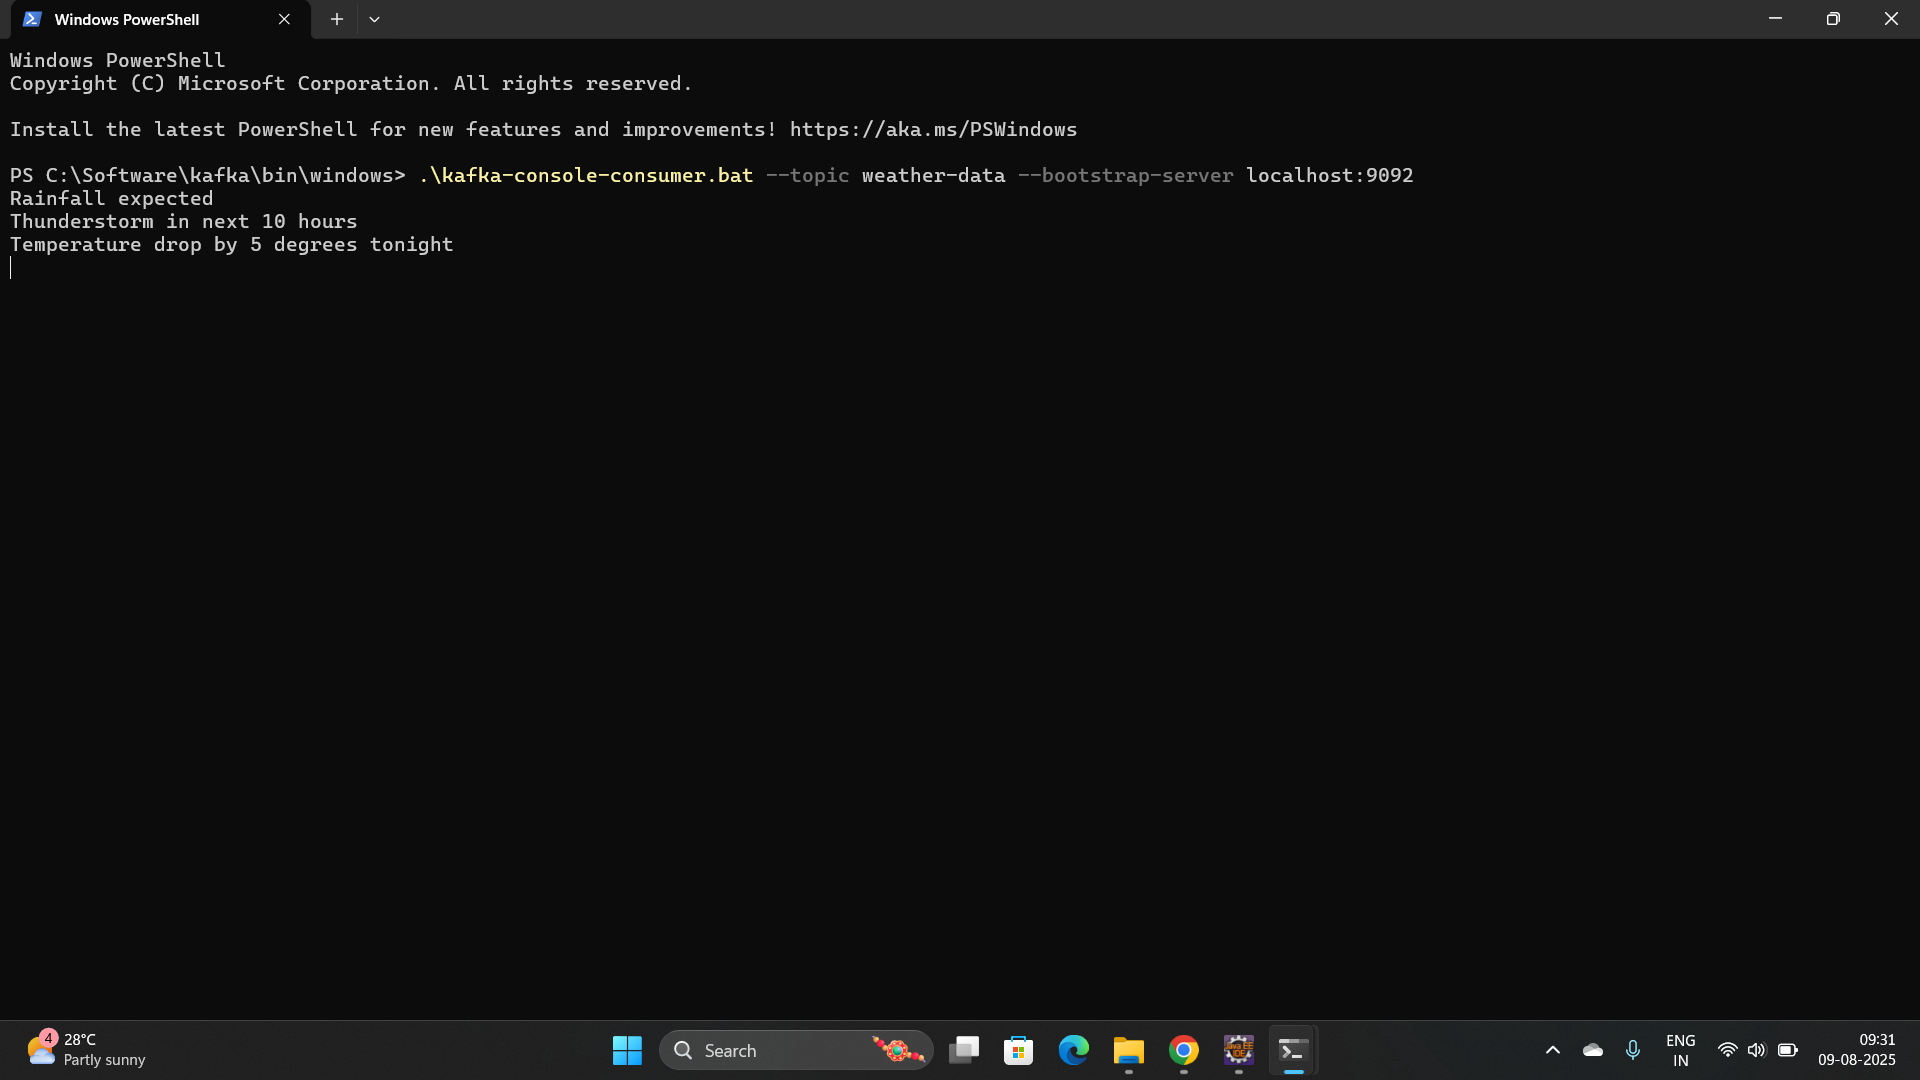 Windows PowerShell
Windows PowerShell
Copyright (C) Microsoft Corporation. All rights reserved.
Install the latest PowerShell for new features and improvements! https://aka.ms/PSWindows
PS C:\Software\kafka\bin\windows> .\kafka-console-consumer.bat --topic weather-data --bootstrap-server localhost:9092
Rainfall expected
Thunderstorm in next 10 hours
Temperature drop by 5 degrees tonight
4
28°C
Partly sunny
Search
Java EE
IDE
ENG
IN
09:31
09-08-2025